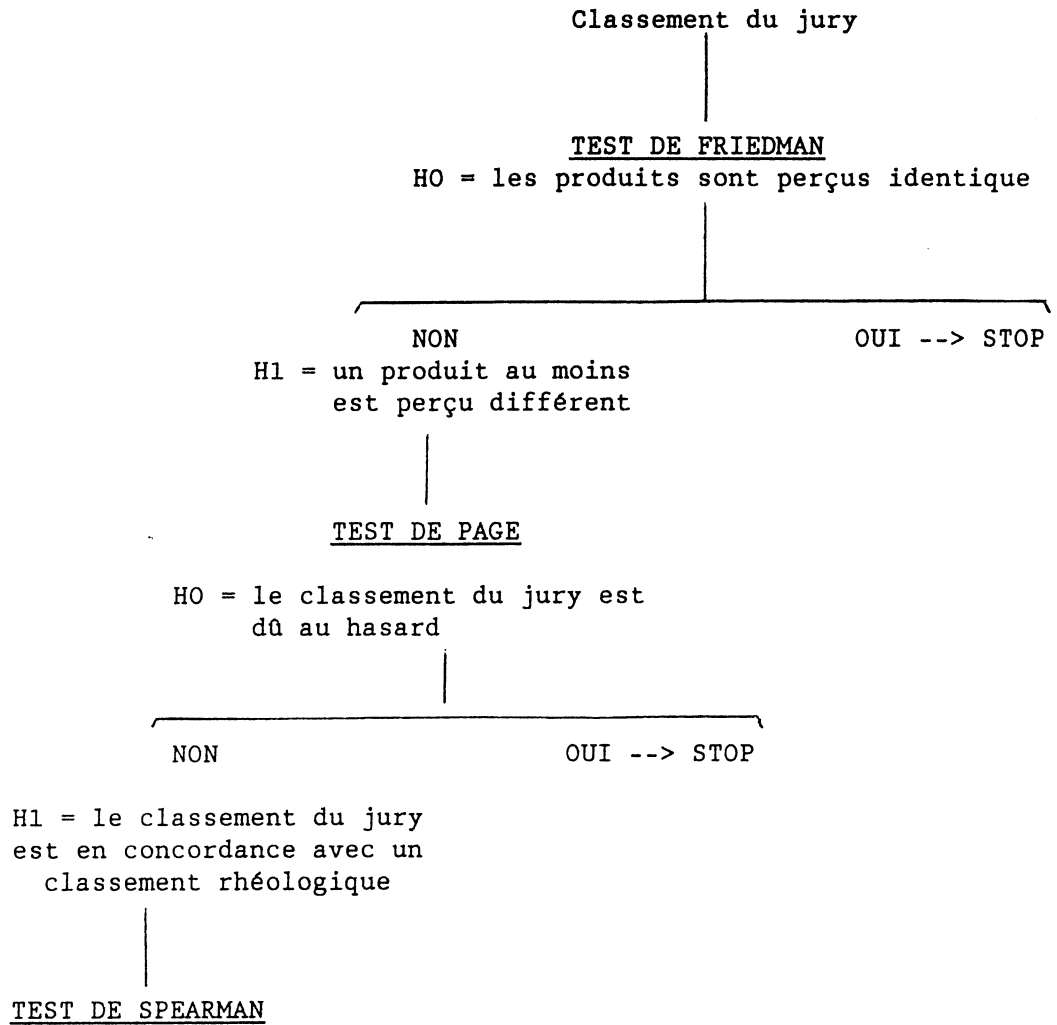 Classement du jury
TEST DE FRIEDMAN
HO = les produits sont perçus identique
NON
OUI --> STOP
H1 = un produit au moins
est perçu différent
TEST DE PAGE
HO = le classement du jury est
dû au hasard
NON
OUI --> STOP
H1 = le classement du jury
est en concordance avec un
classement rhéologique
TEST DE SPEARMAN